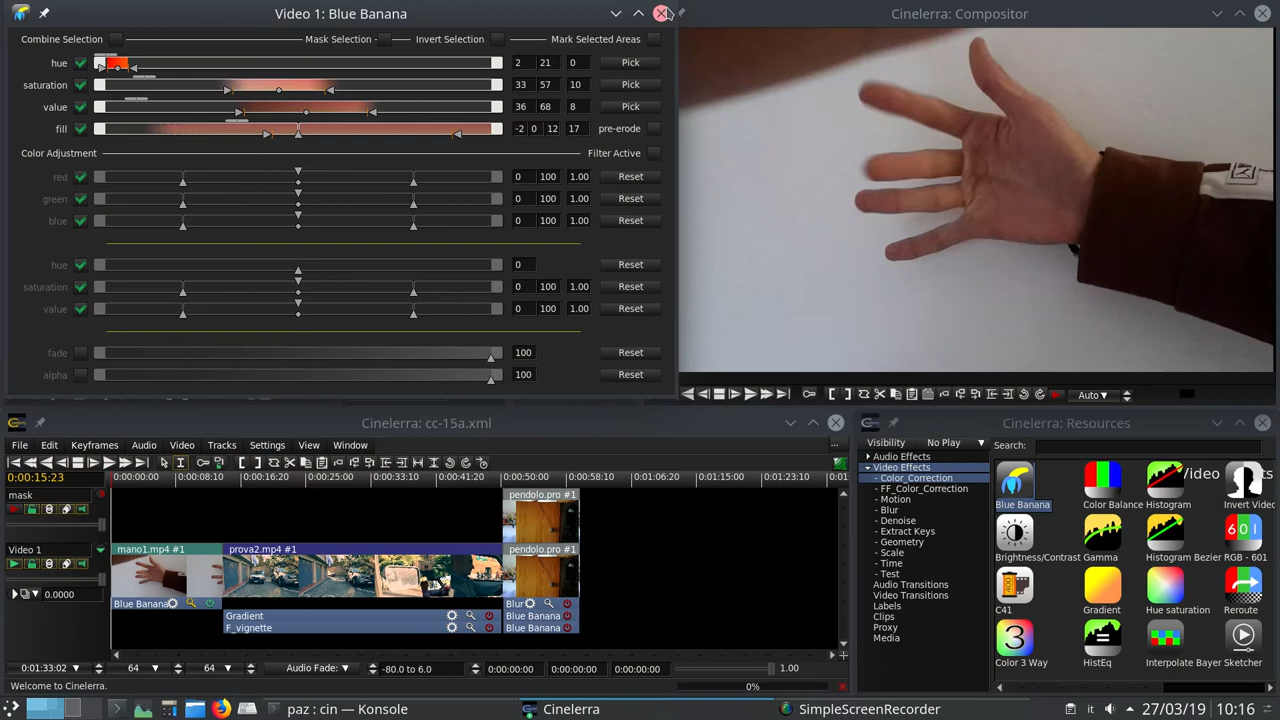 Video 1: Blue Banana
Combine Selection Mask Selection Invert Selection Mark Selected Areas
hue 2 21 0 Pick
saturation 33 57 10 Pick
value 36 68 8 Pick
fill -2 0 12 17 pre-erode
Color Adjustment Filter Active
red 0 100 1.00 Reset
green 0 100 1.00 Reset
blue 0 100 1.00 Reset
hue 0 Reset
saturation 0 100 1.00 Reset
value 0 100 1.00 Reset
fade 100 Reset
alpha 100 Reset
Cinelerra: Compositor
Auto
Cinelerra: cc-15a.xml
File Edit Keyframes Audio Video Tracks Settings View Window ...
0:00:15:23
0:00:00:00 0:00:08:10 0:00:16:20 0:00:25:00 0:00:33:10 0:00:41:20 0:00:50:00 0:00:58:10 0:01:06:20 0:01:15:00 0:01:23:10 0:01
mask
pendolo.pro #1
Video 1
mano1.mp4 #1 prova2.mp4 #1 pendolo.pro #1
0.0000
Blue Banana Blur
Gradient Blue Banana
F_vignette Blue Banana
0:01:33:02 64 64 Audio Fade: -80.0 to 6.0 0:00:00:00 0:00:00:00 0:00:00:00 1.00
Welcome to Cinelerra. 0%
Cinelerra: Resources
Visibility No Play Search:
Audio Effects
Video Effects
- Color_Correction
- FF_Color_Correction
- Motion
- Blur
- Denoise
- Extract Keys
- Geometry
- Scale
- Time
- Test
Audio Transitions
Video Transitions
Labels
Clips
Proxy
Media
Video Effects
Blue Banana Color Balance Histogram Invert Video
Brightness/Contrast Gamma Histogram Bezier RGB - 601
601
C41 Gradient Hue saturation Reroute
3
Color 3 Way HistEq Interpolate Bayer Sketcher
paz : cin — Konsole Cinelerra SimpleScreenRecorder it 27/03/19 10:16